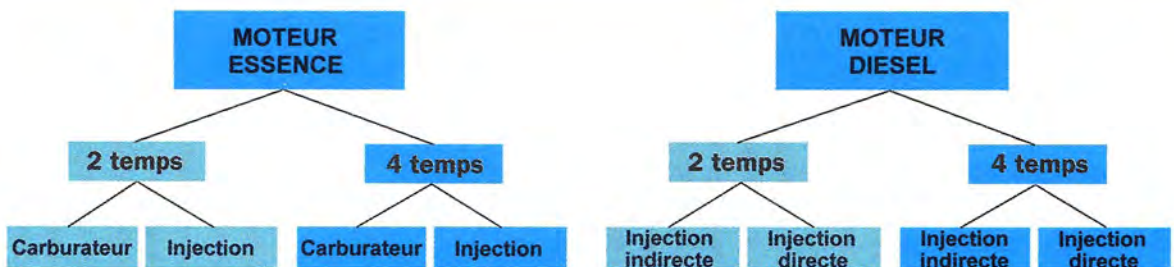 MOTEUR
ESSENCE
2 temps
4 temps
Carburateur
Injection
Carburateur
Injection
MOTEUR
DIESEL
2 temps
4 temps
Injection
indirecte
Injection
directe
Injection
indirecte
Injection
directe